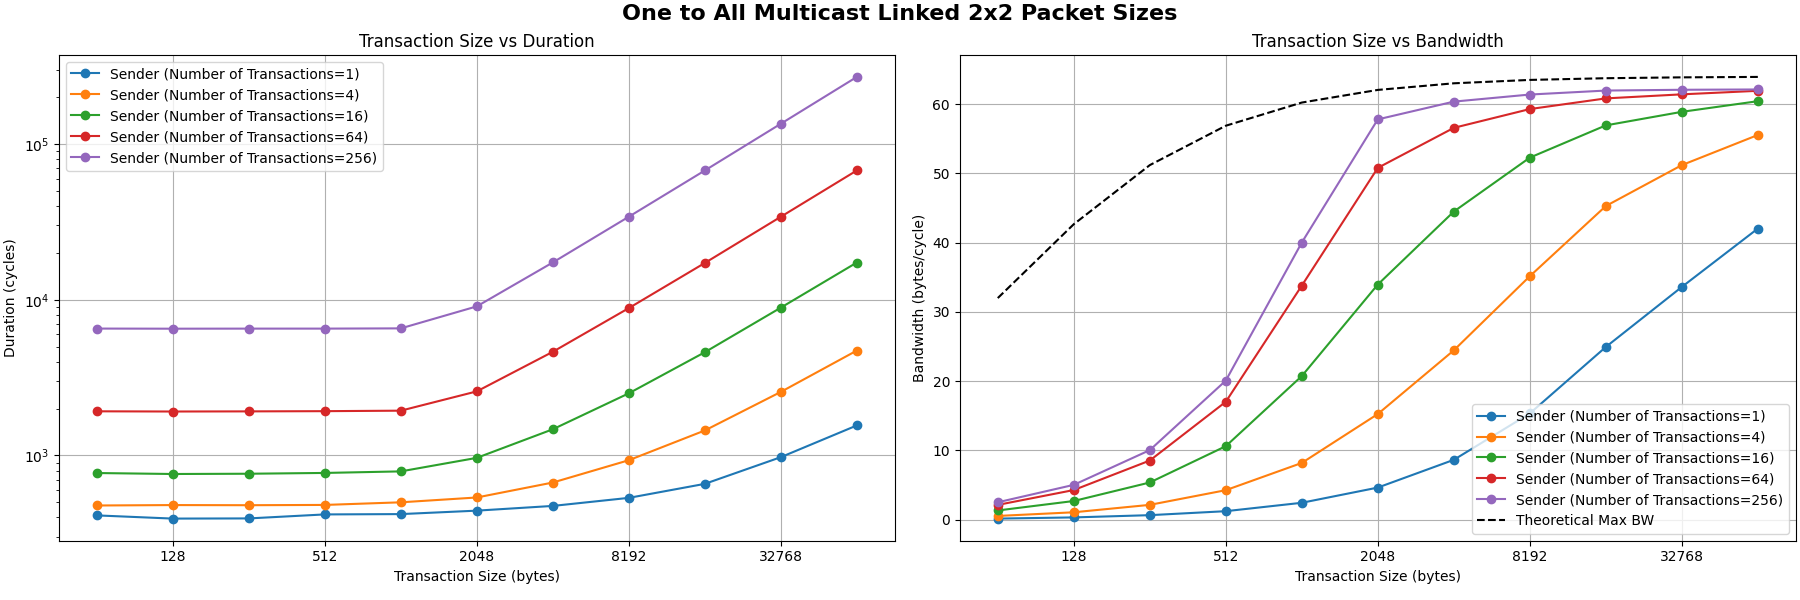 One to All Multicast Linked 2x2 Packet Sizes
Transaction Size vs Duration
Sender (Number of Transactions=1)
Sender (Number of Transactions=4)
Sender (Number of Transactions=16)
Sender (Number of Transactions=64)
Sender (Number of Transactions=256)
Duration (cycles)
10^5
10^4
10^3
128 512 2048 8192 32768
Transaction Size (bytes)
Transaction Size vs Bandwidth
Bandwidth (bytes/cycle)
60
50
40
30
20
10
0
Sender (Number of Transactions=1)
Sender (Number of Transactions=4)
Sender (Number of Transactions=16)
Sender (Number of Transactions=64)
Sender (Number of Transactions=256)
Theoretical Max BW
128 512 2048 8192 32768
Transaction Size (bytes)